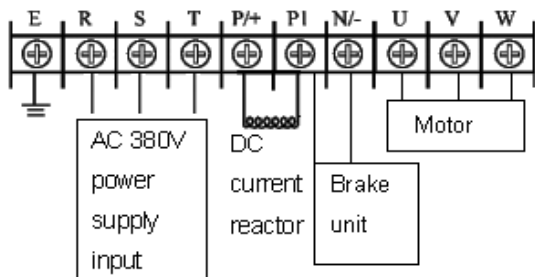 E R S T P/+ P1 N/- U V W
AC 380V
power
supply
input
DC
current
reactor
Brake
unit
Motor